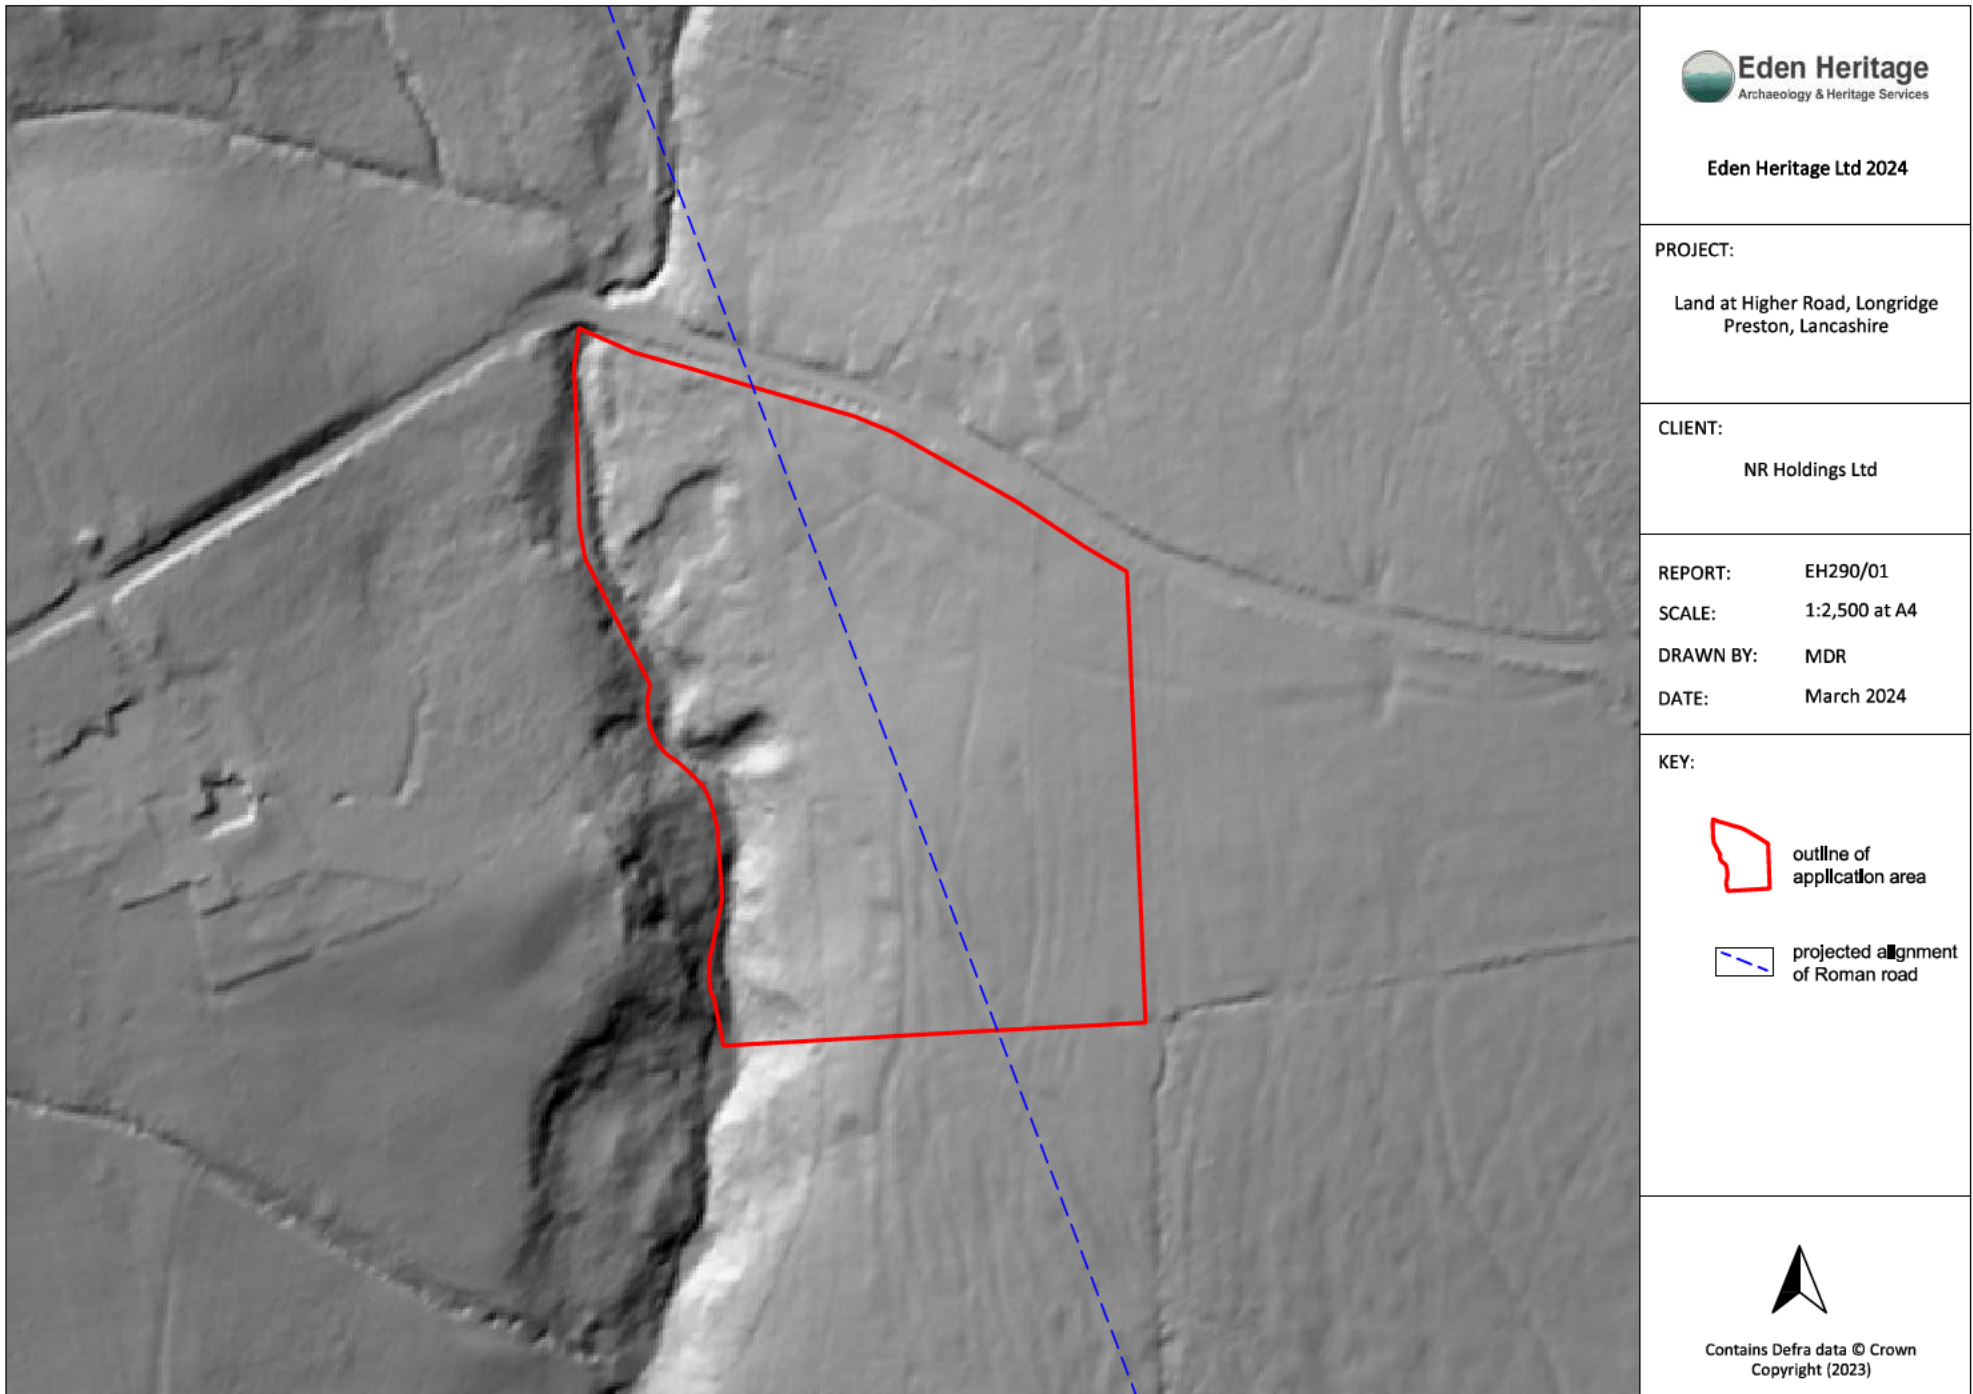 Eden Heritage
Archaeology & Heritage Services
Eden Heritage Ltd 2024
PROJECT:
Land at Higher Road, Longridge
Preston, Lancashire
CLIENT:
NR Holdings Ltd
REPORT: EH290/01
SCALE: 1:2,500 at A4
DRAWN BY: MDR
DATE: March 2024
KEY:
outline of
application area
projected alignment
of Roman road
Contains Defra data © Crown
Copyright (2023)